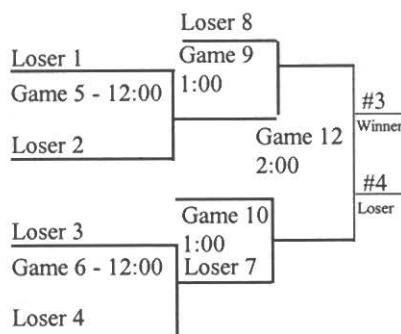 Loser 8
Loser 1
Game 9
1:00
Game 5 - 12:00
#3
Winner
Loser 2
Game 12
2:00
#4
Loser
Game 10
1:00
Loser 3
Game 6 - 12:00
Loser 7
Loser 4